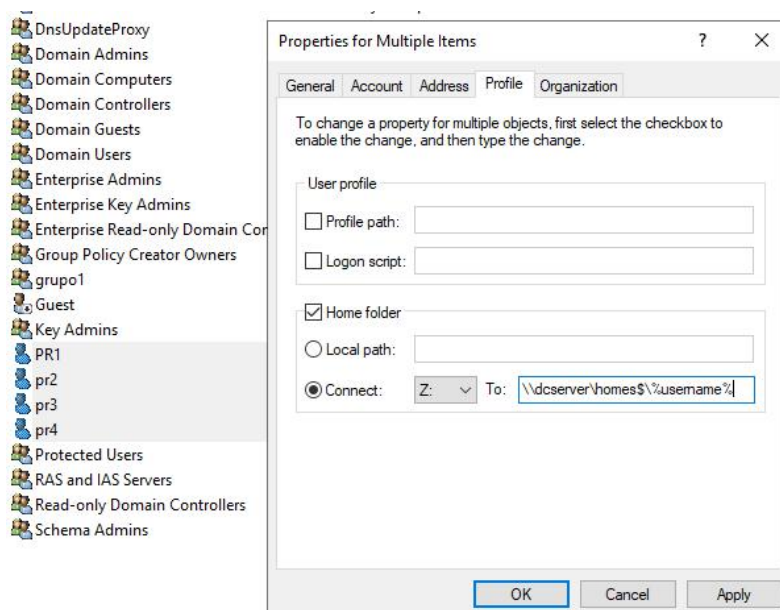 DnsUpdateProxy
Domain Admins
Domain Computers
Domain Controllers
Domain Guests
Domain Users
Enterprise Admins
Enterprise Key Admins
Enterprise Read-only Domain Cor
Group Policy Creator Owners
grupo1
Guest
Key Admins
PR1
pr2
pr3
pr4
Protected Users
RAS and IAS Servers
Read-only Domain Controllers
Schema Admins
Properties for Multiple Items
? X
General Account Address Profile Organization
To change a property for multiple objects, first select the checkbox to
enable the change, and then type the change.
User profile
Profile path:
Logon script:
Home folder
Local path:
Connect: Z: To: \\dcserver\homes$\%username%
OK Cancel Apply